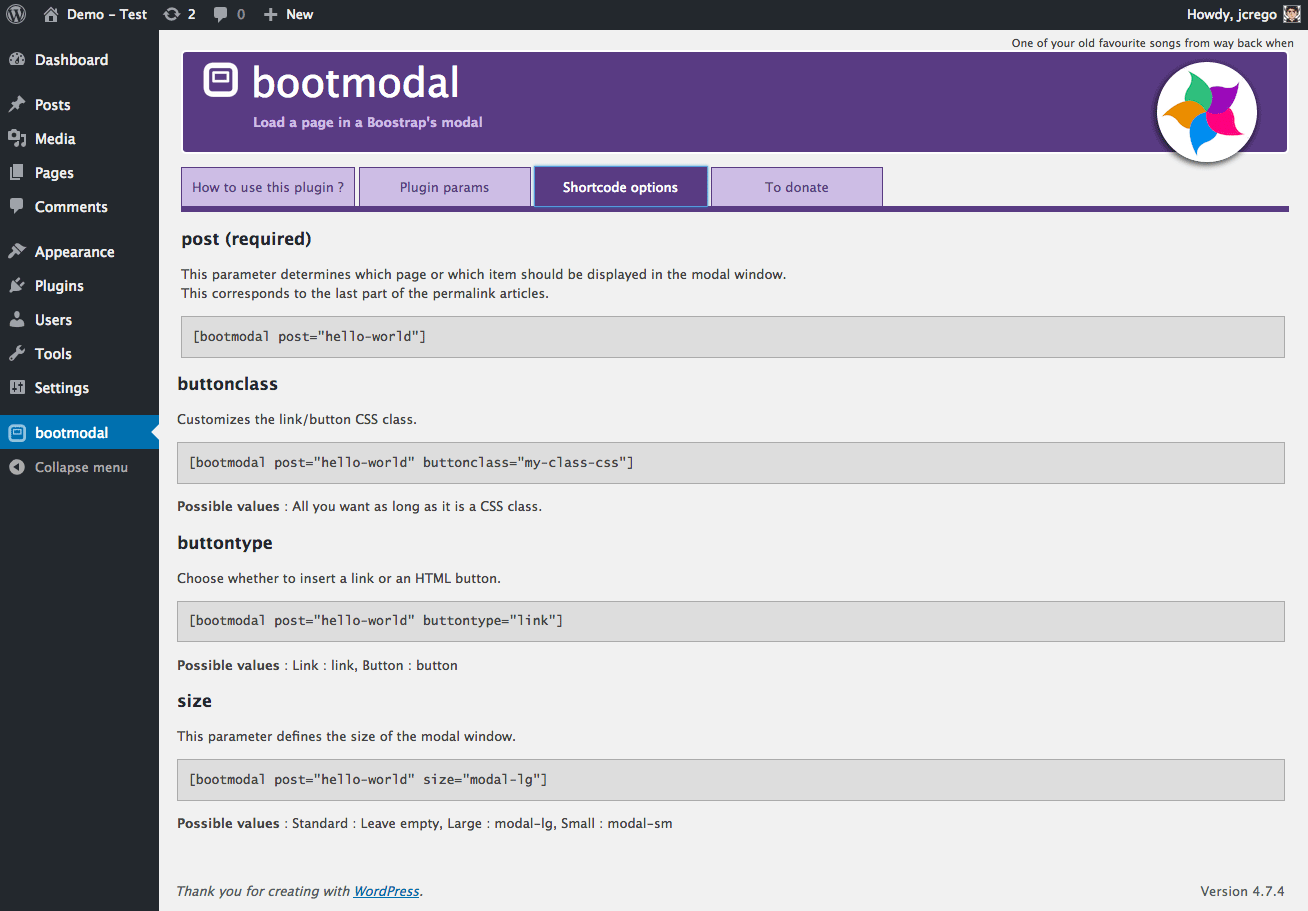 Demo – Test 2 0 New Howdy, jcrego
One of your old favourite songs from way back when
Dashboard
Posts
Media
Pages
Comments
Appearance
Plugins
Users
Tools
Settings
bootmodal
Collapse menu
bootmodal
Load a page in a Boostrap's modal
How to use this plugin ? Plugin params Shortcode options To donate
post (required)
This parameter determines which page or which item should be displayed in the modal window.
This corresponds to the last part of the permalink articles.
[bootmodal post="hello-world"]
buttonclass
Customizes the link/button CSS class.
[bootmodal post="hello-world" buttonclass="my-class-css"]
Possible values : All you want as long as it is a CSS class.
buttontype
Choose whether to insert a link or an HTML button.
[bootmodal post="hello-world" buttontype="link"]
Possible values : Link : link, Button : button
size
This parameter defines the size of the modal window.
[bootmodal post="hello-world" size="modal-lg"]
Possible values : Standard : Leave empty, Large : modal-lg, Small : modal-sm
Thank you for creating with WordPress. Version 4.7.4